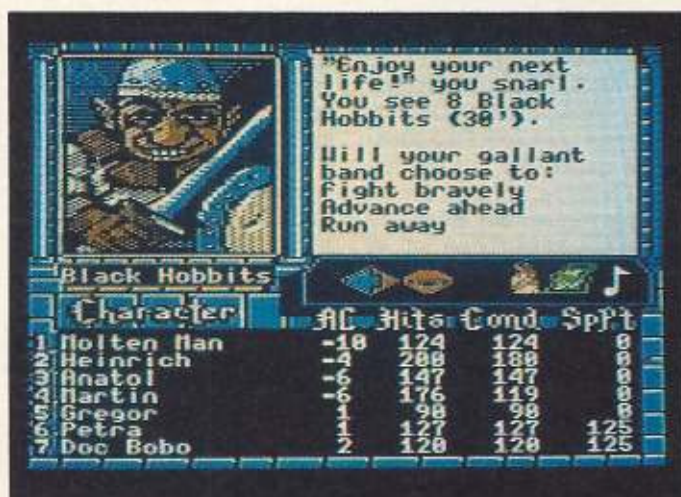 "Enjoy your next
life!" you snarl.
You see 8 Black
Hobbits (30').
Will your gallant
band choose to:
Fight bravely
Advance ahead
Run away
Black Hobbits
Character AC Hits Cond SpPt
1 Molten Man -10 124 124 0
2 Heinrich -4 200 180 0
3 Anatol -6 147 147 0
4 Martin -6 176 119 0
5 Gregor 1 90 90 0
6 Petra 1 127 127 125
7 Doc Bobo 2 120 120 125